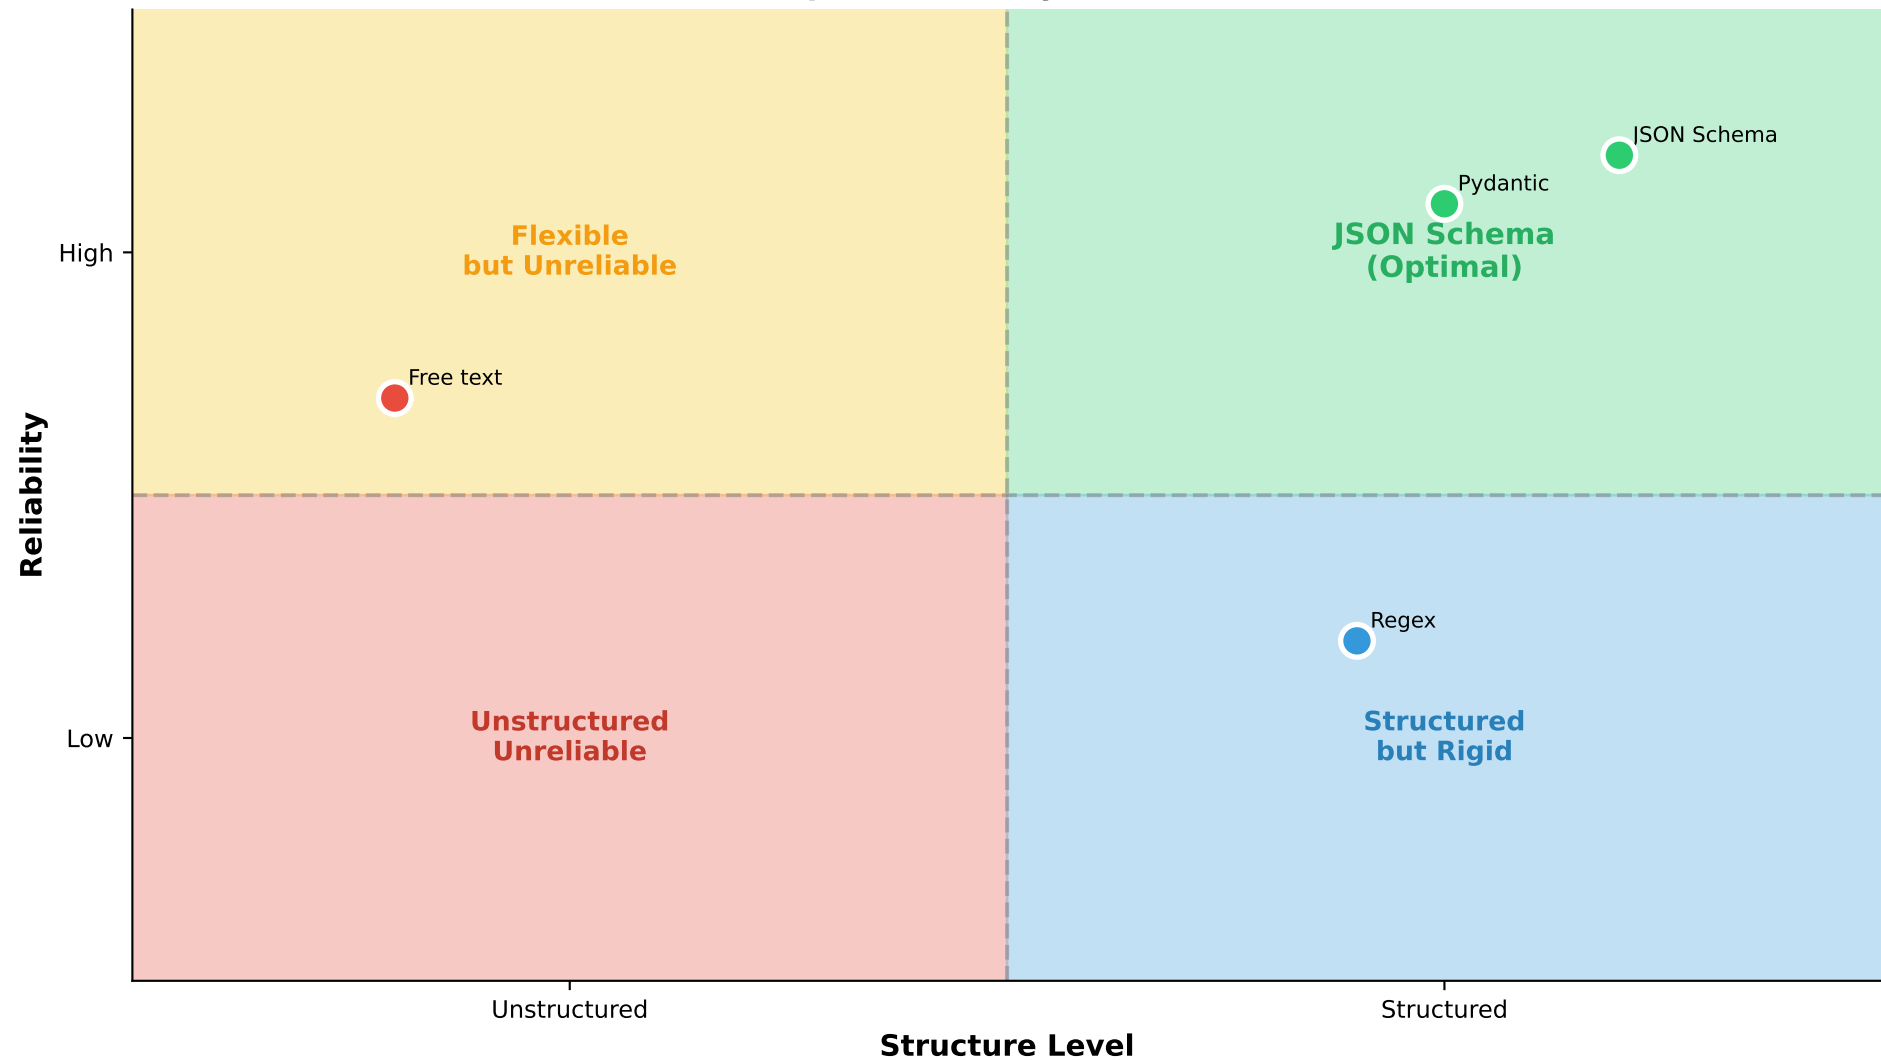 JSON Schema
Pydantic
Flexible
but Unreliable
JSON Schema
(Optimal)
High
Free text
Reliability
Regex
Unstructured
Unreliable
Structured
but Rigid
Low
Unstructured
Structured
Structure Level